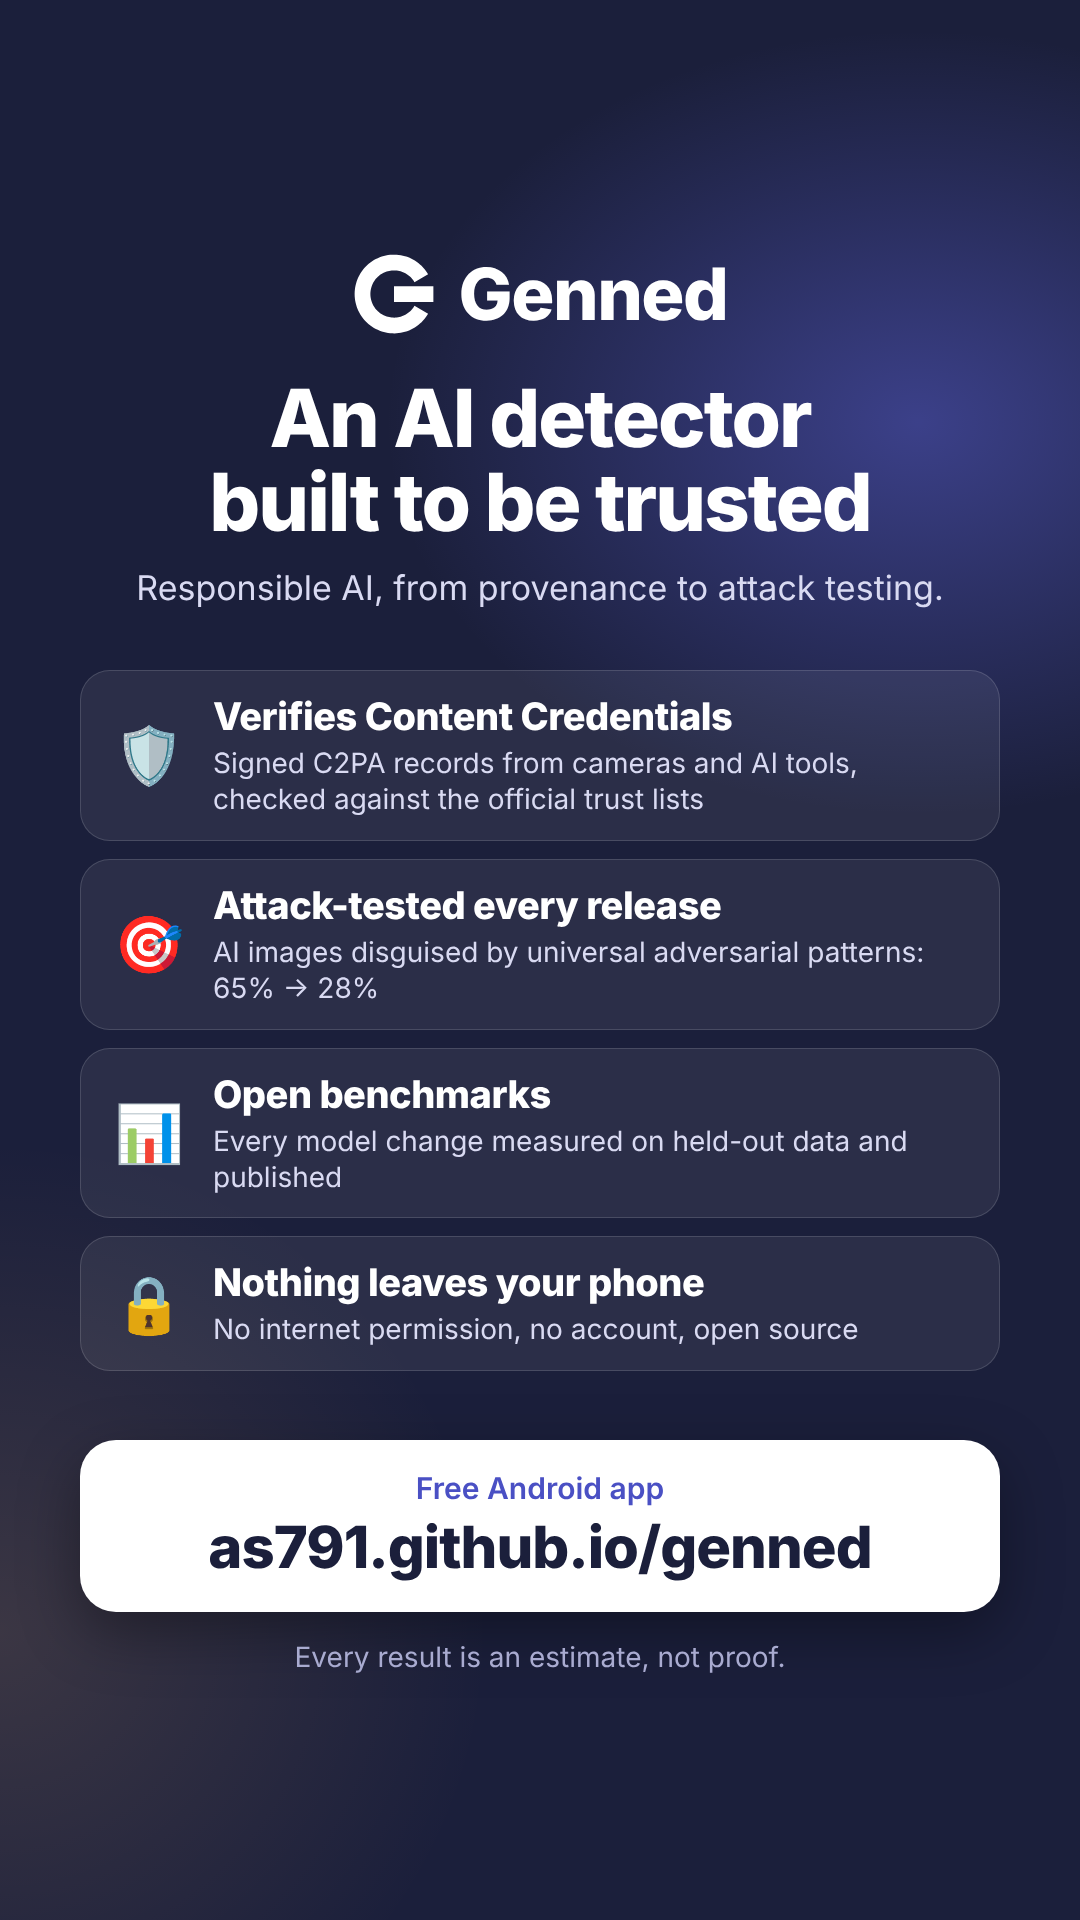 Genned
An AI detector
built to be trusted
Responsible AI, from provenance to attack testing.
Verifies Content Credentials
Signed C2PA records from cameras and AI tools,
checked against the official trust lists
Attack-tested every release
AI images disguised by universal adversarial patterns:
65% → 28%
Open benchmarks
Every model change measured on held-out data and
published
Nothing leaves your phone
No internet permission, no account, open source
Free Android app
as791.github.io/genned
Every result is an estimate, not proof.